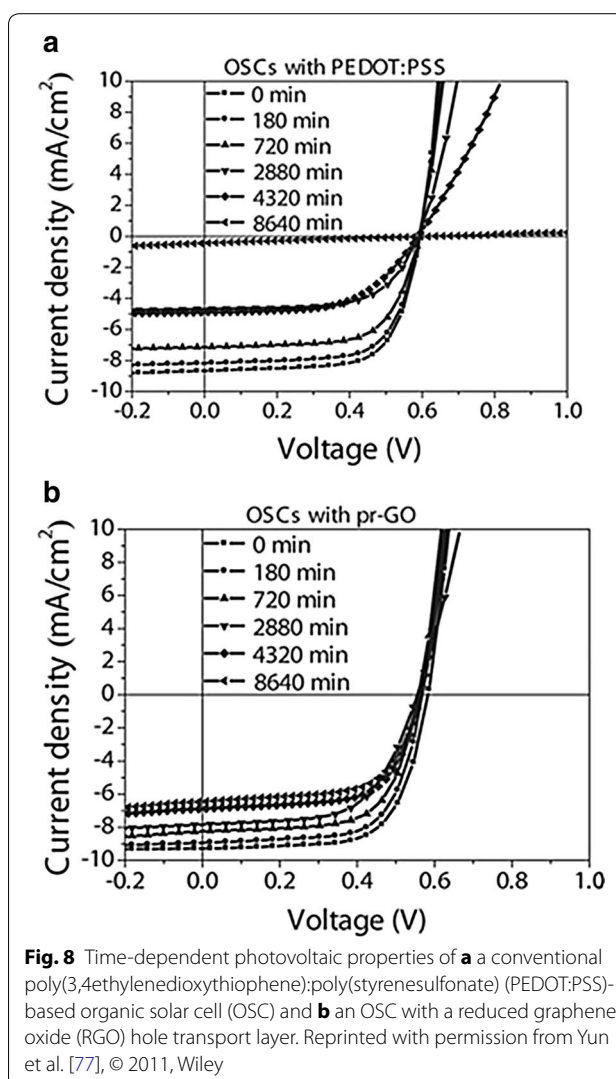 a
OSCs with PEDOT:PSS
10
8
6
4
2
0
-2
-4
-6
-8
-10
Current density (mA/cm²)
0 min
180 min
720 min
2880 min
4320 min
8640 min
-0.2 0.0 0.2 0.4 0.6 0.8 1.0
Voltage (V)
b
OSCs with pr-GO
10
8
6
4
2
0
-2
-4
-6
-8
-10
Current density (mA/cm²)
0 min
180 min
720 min
2880 min
4320 min
8640 min
-0.2 0.0 0.2 0.4 0.6 0.8 1.0
Voltage (V)
Fig. 8 Time-dependent photovoltaic properties of a a conventional
poly(3,4ethylenedioxythiophene):poly(styrenesulfonate) (PEDOT:PSS)-
based organic solar cell (OSC) and b an OSC with a reduced graphene
oxide (RGO) hole transport layer. Reprinted with permission from Yun
et al. [77], © 2011, Wiley